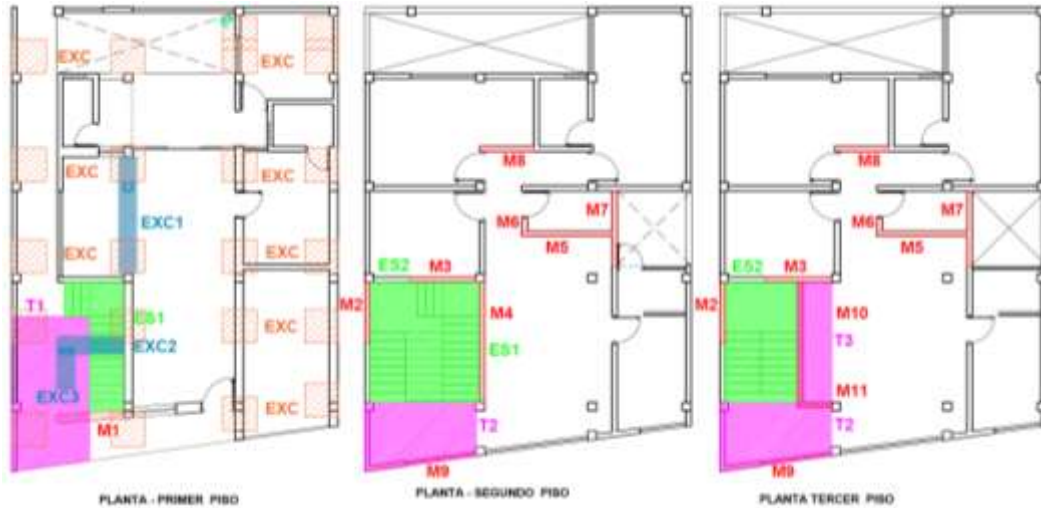 EXC
EXC
EXC
EXC
EXC1
EXC
EXC
T1
ES1
EXC2
EXC
EXC3
EXC
M1
PLANTA - PRIMER PISO
M8
M7
M6
M5
ES2
M3
M2
M4
ES1
T2
M9
PLANTA - SEGUNDO PISO
M8
M7
M6
M5
ES2
M3
M2
M10
T3
M11
T2
M9
PLANTA TERCER PISO